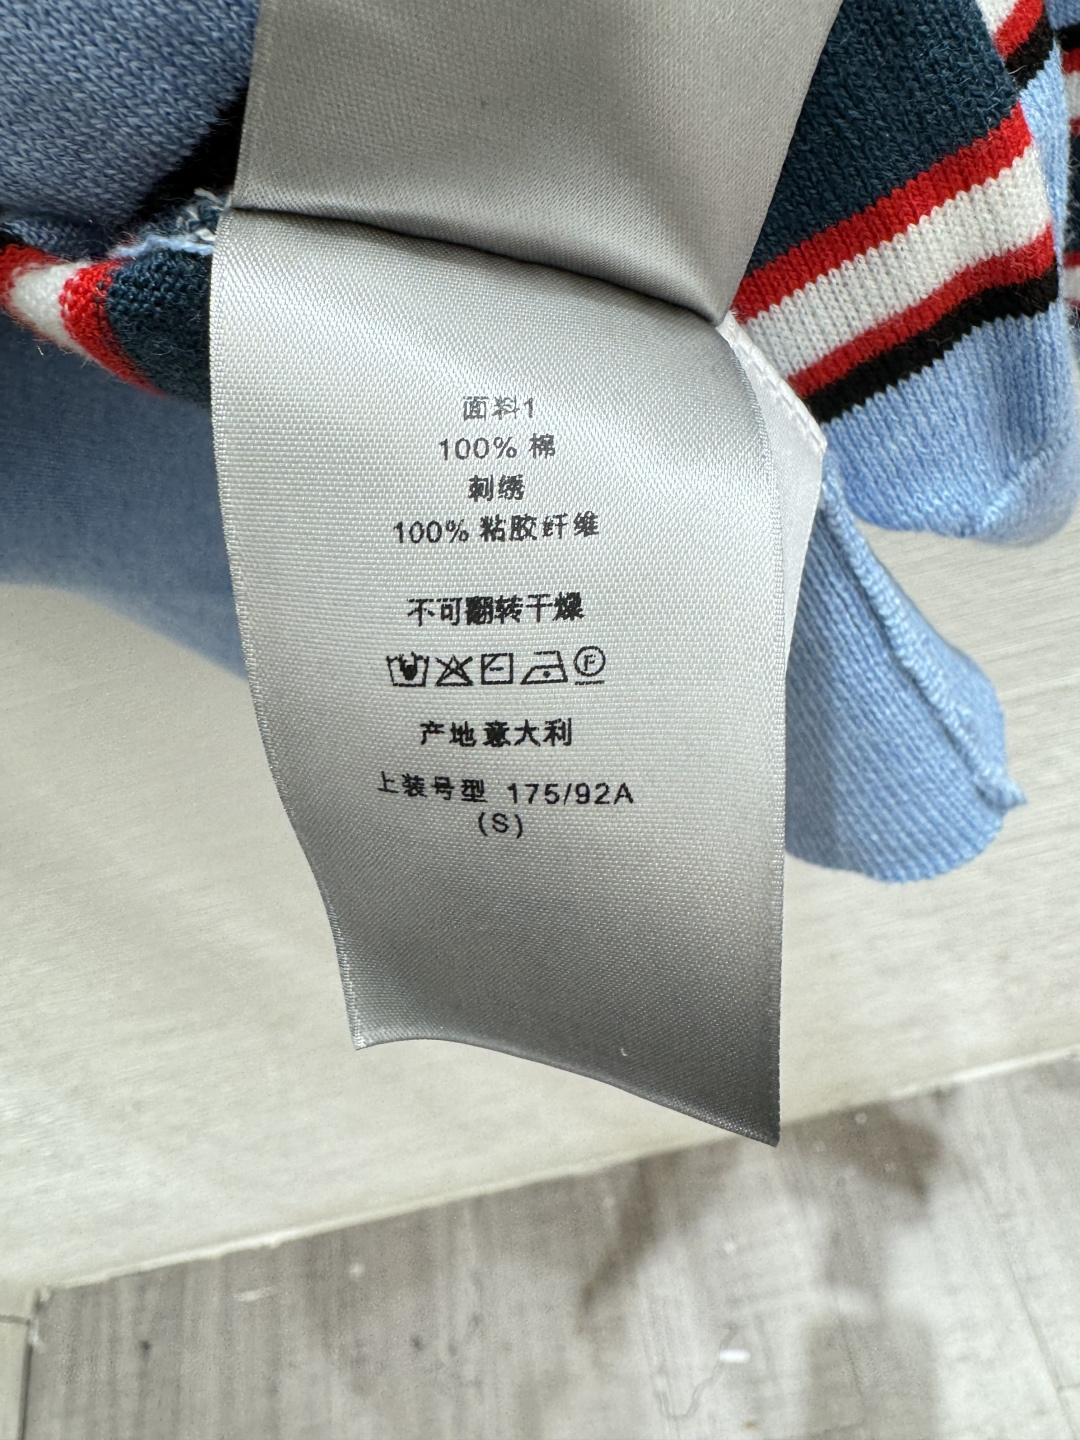 面料1
100% 棉
刺绣
100% 粘胶纤维
不可翻转干燥
F
产地意大利
上装号型 175/92A
(S)